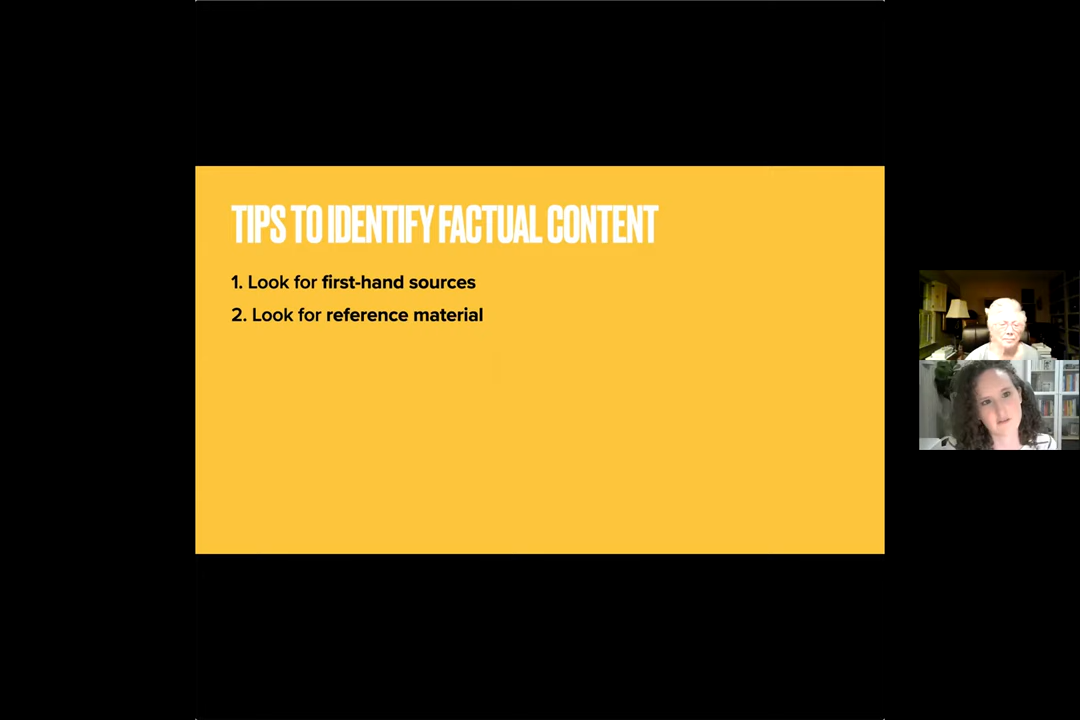 TIPS TO IDENTIFY FACTUAL CONTENT
1. Look for first-hand sources
2. Look for reference material